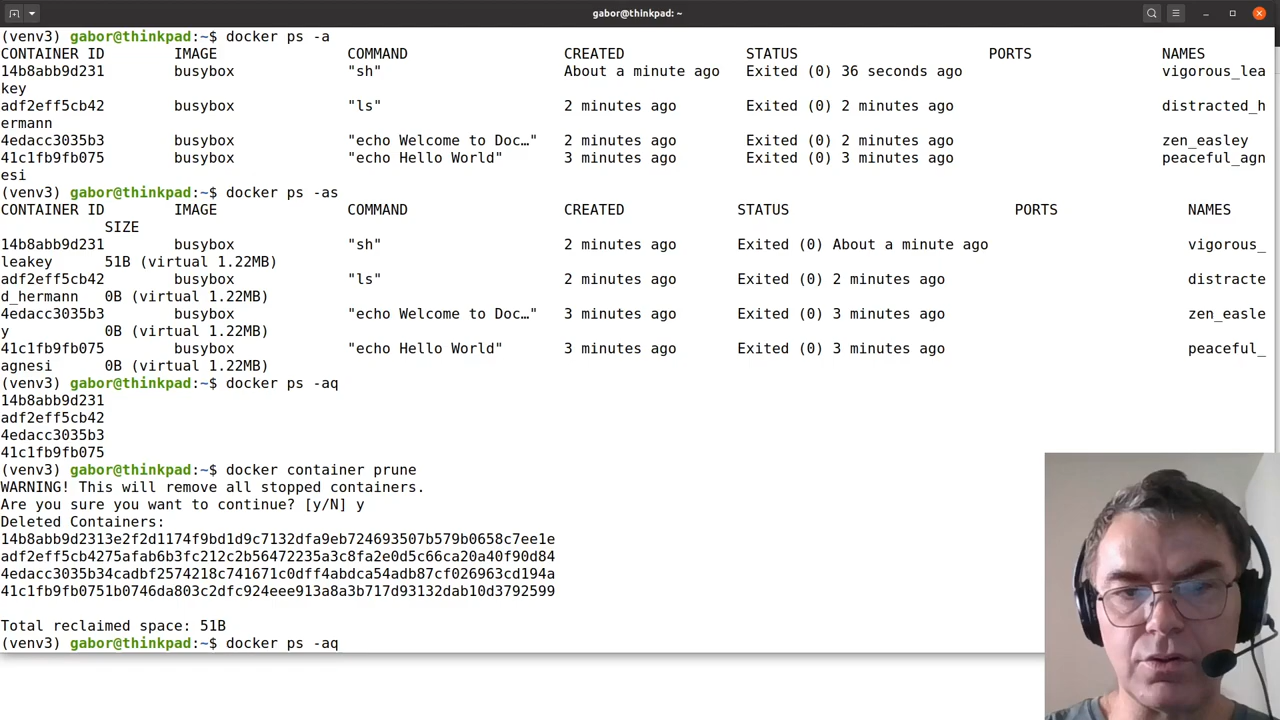 gabor@thinkpad: ~
(venv3) gabor@thinkpad:~$ docker ps -a
CONTAINER ID        IMAGE               COMMAND                  CREATED              STATUS                      PORTS               NAMES
14b8abb9d231        busybox             "sh"                     About a minute ago   Exited (0) 36 seconds ago                       vigorous_lea
key
adf2eff5cb42        busybox             "ls"                     2 minutes ago        Exited (0) 2 minutes ago                        distracted_h
ermann
4edacc3035b3        busybox             "echo Welcome to Doc…"   2 minutes ago        Exited (0) 2 minutes ago                        zen_easley
41c1fb9fb075        busybox             "echo Hello World"       3 minutes ago        Exited (0) 3 minutes ago                        peaceful_agn
esi
(venv3) gabor@thinkpad:~$ docker ps -as
CONTAINER ID        IMAGE               COMMAND                  CREATED             STATUS                          PORTS               NAMES
            SIZE
14b8abb9d231        busybox             "sh"                     2 minutes ago       Exited (0) About a minute ago                       vigorous_
leakey      51B (virtual 1.22MB)
adf2eff5cb42        busybox             "ls"                     2 minutes ago       Exited (0) 2 minutes ago                            distracte
d_hermann   0B (virtual 1.22MB)
4edacc3035b3        busybox             "echo Welcome to Doc…"   3 minutes ago       Exited (0) 3 minutes ago                            zen_easle
y           0B (virtual 1.22MB)
41c1fb9fb075        busybox             "echo Hello World"       3 minutes ago       Exited (0) 3 minutes ago                            peaceful_
agnesi      0B (virtual 1.22MB)
(venv3) gabor@thinkpad:~$ docker ps -aq
14b8abb9d231
adf2eff5cb42
4edacc3035b3
41c1fb9fb075
(venv3) gabor@thinkpad:~$ docker container prune
WARNING! This will remove all stopped containers.
Are you sure you want to continue? [y/N] y
Deleted Containers:
14b8abb9d2313e2f2d1174f9bd1d9c7132dfa9eb724693507b579b0658c7ee1e
adf2eff5cb4275afab6b3fc212c2b56472235a3c8fa2e0d5c66ca20a40f90d84
4edacc3035b34cadbf2574218c741671c0dff4abdca54adb87cf026963cd194a
41c1fb9fb0751b0746da803c2dfc924eee913a8a3b717d93132dab10d3792599
Total reclaimed space: 51B
(venv3) gabor@thinkpad:~$ docker ps -aq